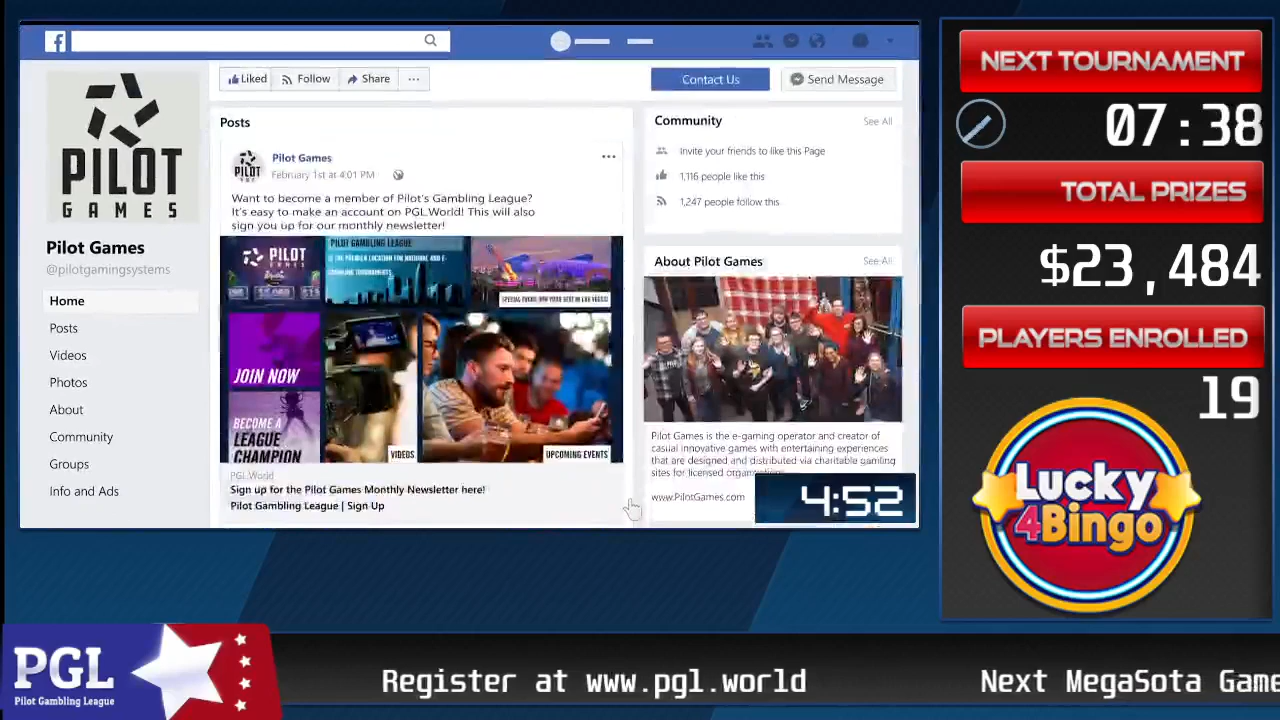 Liked
Follow
Share
Contact Us
Send Message
PILOT
GAMES
Pilot Games
@pilotgamingsystems
Home
Posts
Videos
Photos
About
Community
Groups
Info and Ads
Posts
Pilot Games
February 1st at 4:01 PM
Want to become a member of Pilot's Gambling League?
It's easy to make an account on PGL.World! This will also
sign you up for our monthly newsletter!
PILOT
PILOT GAMBLING LEAGUE
JOIN NOW
BECOME A
LEAGUE
CHAMPION
VIDEOS
UPCOMING EVENTS
PGL.World
Sign up for the Pilot Games Monthly Newsletter here!
Pilot Gambling League | Sign Up
Community
See All
Invite your friends to like this Page
1,116 people like this
1,247 people follow this
About Pilot Games
See All
Pilot Games is the e-gaming operator and creator of
casual innovative games with entertaining experiences
that are designed and distributed via charitable gaming
sites for licensed organizations.
www.PilotGames.com
4:52
NEXT TOURNAMENT
07:38
TOTAL PRIZES
$23,484
PLAYERS ENROLLED
19
Lucky
4Bingo
PGL
Pilot Gambling League
Register at www.pgl.world
Next MegaSota Game